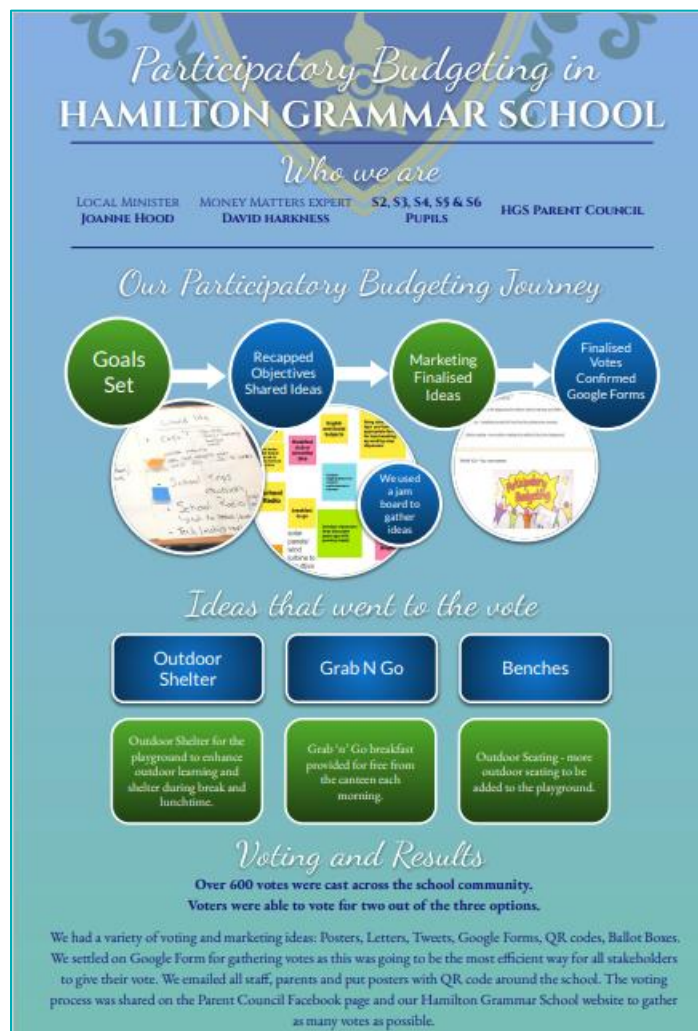 Participatory Budgeting in
HAMILTON GRAMMAR SCHOOL
Who we are
LOCAL MINISTER
JOANNE HOOD
MONEY MATTERS EXPERT
DAVID HARKNESS
S2, S3, S4, S5 & S6
PUPILS
HGS PARENT COUNCIL
Our Participatory Budgeting Journey
Goals
Set
Recapped
Objectives
Shared Ideas
Marketing
Finalised
Ideas
Finalised
Votes
Confirmed
Google Forms
School
School Radio
Radio
We used
a jam
board to
gather
ideas
Participatory
Budgeting
Ideas that went to the vote
Outdoor
Shelter
Grab N Go
Benches
Outdoor Shelter for the
playground to enhance
outdoor learning and
shelter during break and
lunchtime.
Grab 'n' Go breakfast
provided for free from
the canteen each
morning.
Outdoor Seating - more
outdoor seating to be
added to the playground.
Voting and Results
Over 600 votes were cast across the school community.
Voters were able to vote for two out of the three options.
We had a variety of voting and marketing ideas: Posters, Letters, Tweets, Google Forms, QR codes, Ballot Boxes.
We settled on Google Form for gathering votes as this was going to be the most efficient way for all stakeholders
to give their vote. We emailed all staff, parents and put posters with QR code around the school. The voting
process was shared on the Parent Council Facebook page and our Hamilton Grammar School website to gather
as many votes as possible.